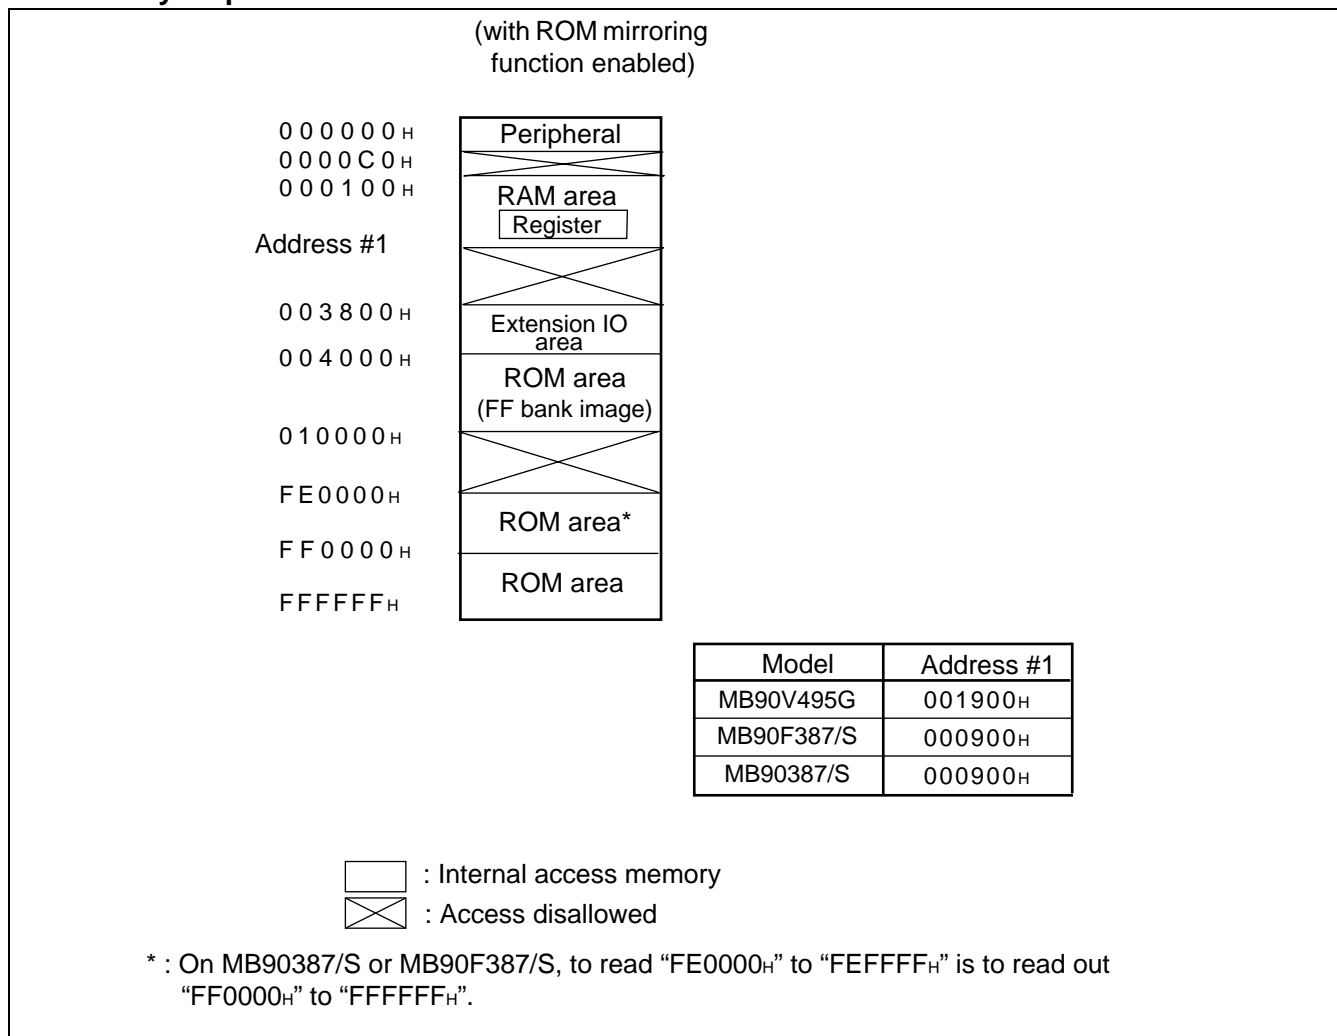 (with ROM mirroring
function enabled)
000000H
Peripheral
0000C0H
000100H
RAM area
Register
Address #1
003800H
Extension IO
area
004000H
ROM area
(FF bank image)
010000H
FE0000H
ROM area*
FF0000H
ROM area
FFFFFFH
Model Address #1
MB90V495G 001900H
MB90F387/S 000900H
MB90387/S 000900H
: Internal access memory
: Access disallowed
* : On MB90387/S or MB90F387/S, to read “FE0000H” to “FEFFFFH” is to read out
“FF0000H” to “FFFFFFH”.